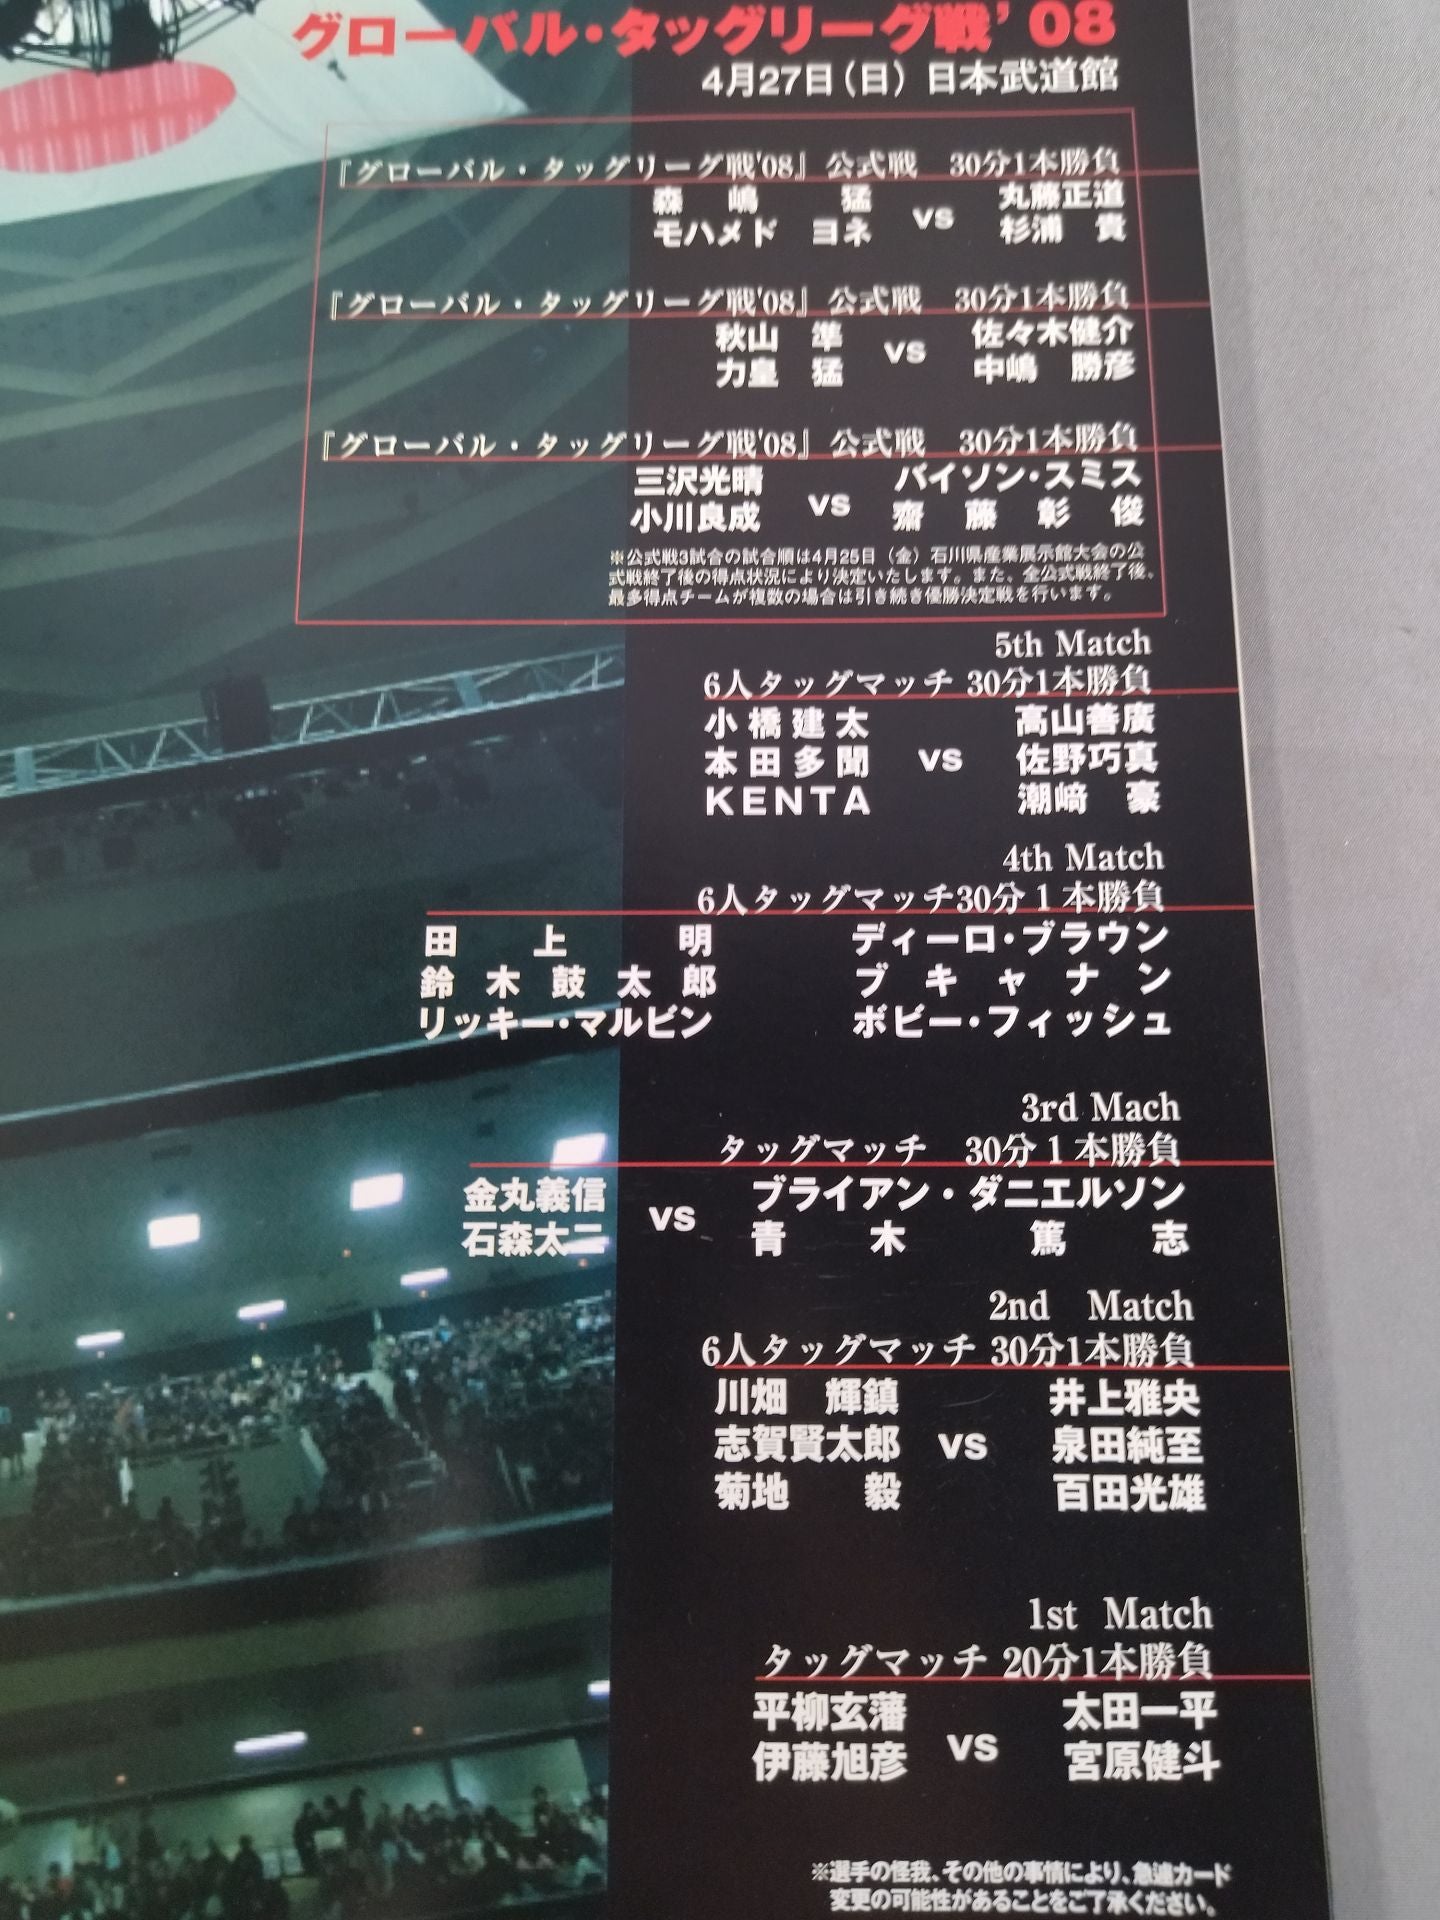 グローバル・タッグリーグ戦'08
4月27日(日) 日本武道館
『グローバル・タッグリーグ戦'08』公式戦 30分1本勝負
森嶋 猛 vs 丸藤正道
モハメド ヨネ 杉浦 貴
『グローバル・タッグリーグ戦'08』公式戦 30分1本勝負
秋山 準 vs 佐々木健介
力皇 猛 中嶋 勝彦
『グローバル・タッグリーグ戦'08』公式戦 30分1本勝負
三沢光晴 vs バイソン・スミス
小川良成 齋藤彰俊
※公式戦3試合の試合順は4月25日(金)石川県産業展示館大会の公
式戦終了後の得点状況により決定いたします。また、全公式戦終了後、
最多得点チームが複数の場合は引き続き優勝決定戦を行います。
5th Match
6人タッグマッチ 30分1本勝負
小橋建太 高山善廣
本田多聞 vs 佐野巧真
KENTA 潮﨑 豪
4th Match
6人タッグマッチ30分1本勝負
田上明 ディーロ・ブラウン
鈴木鼓太郎 ブキャナン
リッキー・マルビン ボビー・フィッシュ
3rd Mach
タッグマッチ 30分1本勝負
金丸義信 vs ブライアン・ダニエルソン
石森太二 青木篤志
2nd Match
6人タッグマッチ 30分1本勝負
川畑 輝鎮 井上雅央
志賀賢太郎 vs 泉田純至
菊地 毅 百田光雄
1st Match
タッグマッチ 20分1本勝負
平柳玄藩 vs 太田一平
伊藤旭彦 宮原健斗
※選手の怪我、その他の事情により、急遽カード
変更の可能性があることをご了承ください。